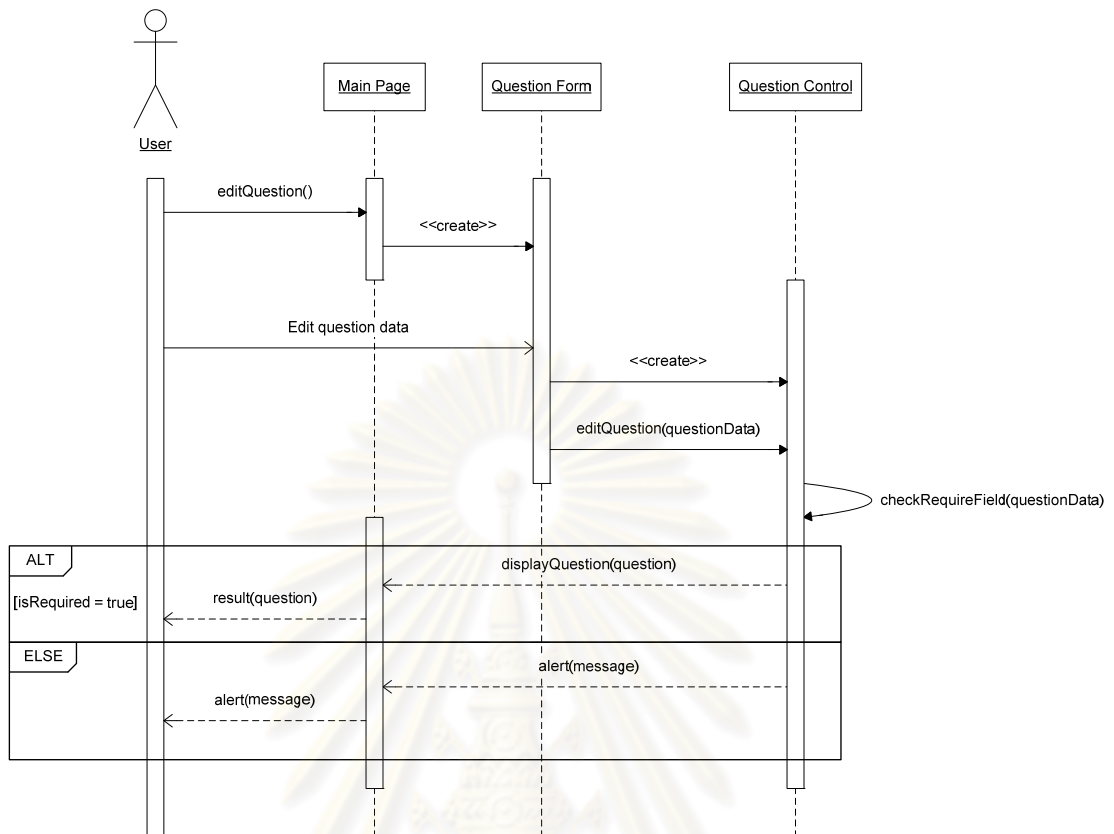 Main Page
Question Form
Question Control
User
editQuestion()
<<create>>
Edit question data
<<create>>
editQuestion(questionData)
checkRequireField(questionData)
ALT
displayQuestion(question)
[isRequired = true]
result(question)
ELSE
alert(message)
alert(message)